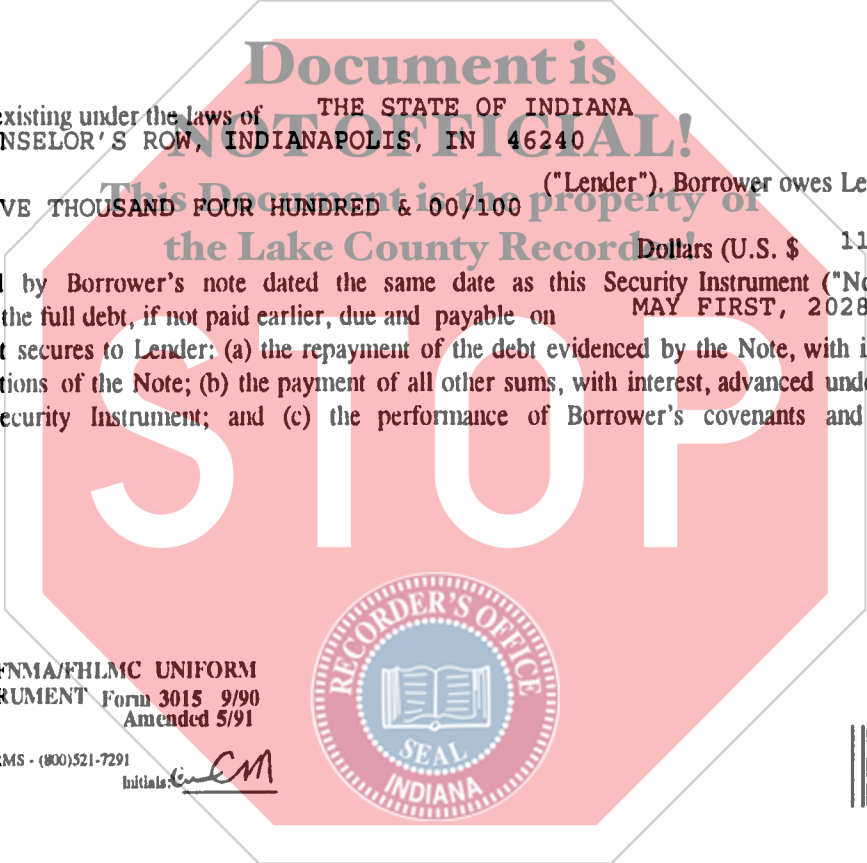 Document is
existing under the laws of THE STATE OF INDIANA
NOT OFFICIAL!
NSELOR'S ROW, INDIANAPOLIS, IN 46240
("Lender"). Borrower owes Le
This Document is the property of
VE THOUSAND FOUR HUNDRED & 00/100
the Lake County Recorder!
Dollars (U.S. $ 11
by Borrower's note dated the same date as this Security Instrument ("No
the full debt, if not paid earlier, due and payable on MAY FIRST, 2028
t secures to Lender: (a) the repayment of the debt evidenced by the Note, with i
tions of the Note; (b) the payment of all other sums, with interest, advanced unde
ecurity Instrument; and (c) the performance of Borrower's covenants and
STOP
RECORDER'S OFFICE
SEAL
INDIANA
FNMA/FHLMC UNIFORM
RUMENT Form 3015 9/90
Amended 5/91
RMS - (800)521-7291
Initials: